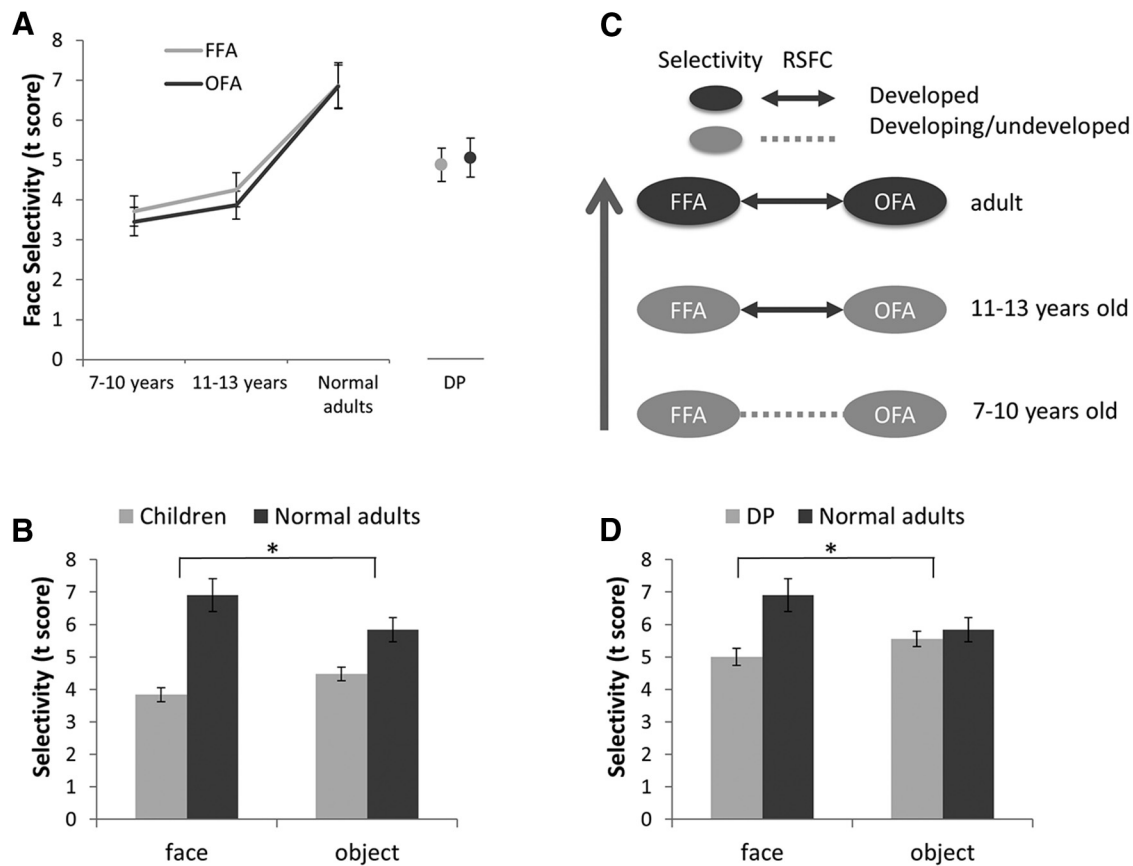 A
Face Selectivity (t score)
8
7
6
5
4
3
2
1
0
FFA
OFA
7-10 years
11-13 years
Normal
adults
DP
C
Selectivity RSFC
Developed
Developing/undeveloped
FFA OFA adult
FFA OFA 11-13 years old
FFA OFA 7-10 years old
B
Children Normal adults
Selectivity (t score)
8
7
6
5
4
3
2
1
0
*
face object
D
DP Normal adults
Selectivity (t score)
8
7
6
5
4
3
2
1
0
*
face object